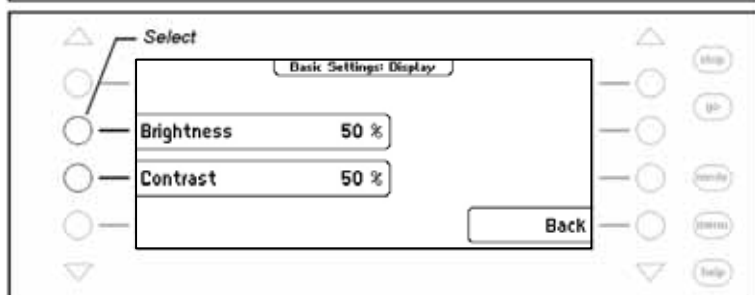 Select
Basic Settings: Display
stop
go
Brightness 50 %
Contrast 50 %
mode
menu
Back
help